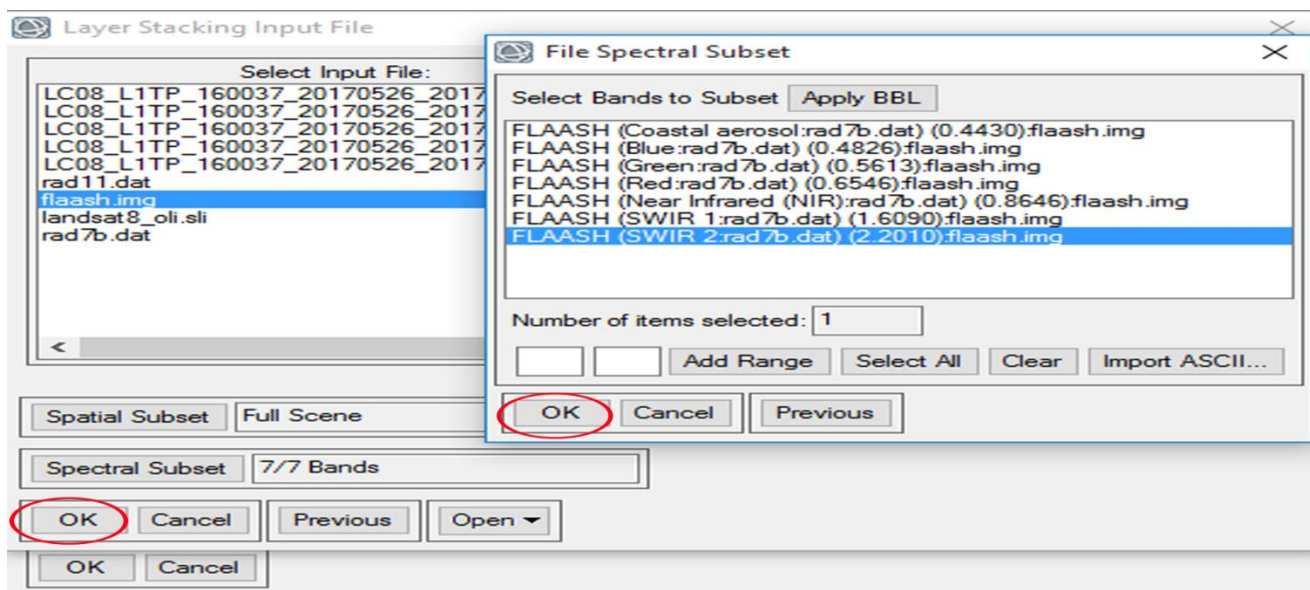 Layer Stacking Input File
Select Input File:
LC08_L1TP_160037_20170526_2017
LC08_L1TP_160037_20170526_2017
LC08_L1TP_160037_20170526_2017
LC08_L1TP_160037_20170526_2017
LC08_L1TP_160037_20170526_2017
rad11.dat
flaash.img
landsat8_oli.sli
rad7b.dat
Spatial Subset Full Scene
Spectral Subset 7/7 Bands
OK Cancel Previous Open
OK Cancel
File Spectral Subset
Select Bands to Subset Apply BBL
FLAASH (Coastal aerosol:rad7b.dat) (0.4430):flaash.img
FLAASH (Blue:rad7b.dat) (0.4826):flaash.img
FLAASH (Green:rad7b.dat) (0.5613):flaash.img
FLAASH (Red:rad7b.dat) (0.6546):flaash.img
FLAASH (Near Infrared (NIR):rad7b.dat) (0.8646):flaash.img
FLAASH (SWIR 1:rad7b.dat) (1.6090):flaash.img
FLAASH (SWIR 2:rad7b.dat) (2.2010):flaash.img
Number of items selected: 1
Add Range Select All Clear Import ASCII...
OK Cancel Previous